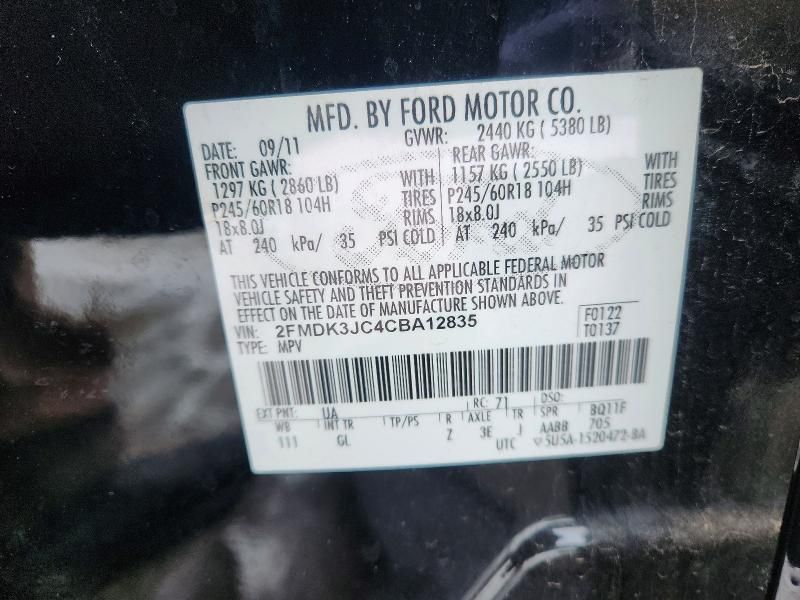 MFD. BY FORD MOTOR CO.
DATE: 09/11 GVWR: 2440 KG ( 5380 LB)
FRONT GAWR: REAR GAWR:
1297 KG ( 2860 LB) WITH 1157 KG ( 2550 LB) WITH
P245/60R18 104H TIRES P245/60R18 104H TIRES
18x8.0J RIMS 18x8.0J RIMS
AT 240 kPa/ 35 PSI COLD AT 240 kPa/ 35 PSI COLD
THIS VEHICLE CONFORMS TO ALL APPLICABLE FEDERAL MOTOR
VEHICLE SAFETY AND THEFT PREVENTION STANDARDS IN
EFFECT ON THE DATE OF MANUFACTURE SHOWN ABOVE.
VIN: 2FMDK3JC4CBA12835 F0122
TYPE: MPV T0137
EXT PNT: UA RC: 71 DSO:
WB INT TR TP/PS R AXLE TR SPR BQ11F
111 GL 2 3E J AABB 705
UTC ▽5U5A-1520472-BA